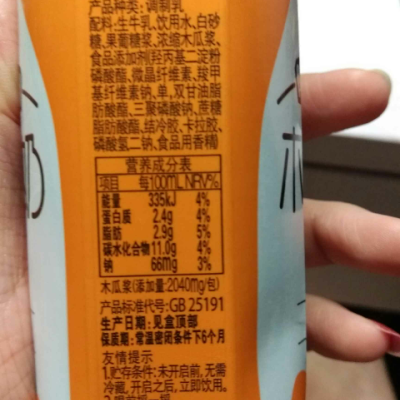 产品种类:调制乳
配料:生牛乳、饮用水、白砂
糖、果葡糖浆、浓缩木瓜浆、
食品添加剂(羟丙基二淀粉
磷酸酯、微晶纤维素、羧甲
基纤维素钠、单,双甘油脂
肪酸酯、三聚磷酸钠、蔗糖
脂肪酸酯、结冷胶、卡拉胶、
磷酸氢二钠、食品用香精)
营养成分表
项目 每100mL NRV%
能量 335kJ 4%
蛋白质 2.4g 4%
脂肪 2.9g 5%
碳水化合物 11.0g 4%
钠 66mg 3%
木瓜浆(添加量:2040mg/包)
产品标准代号:GB 25191
生产日期:见盒顶部
保质期:常温密闭条件下6个月
友情提示
1.贮存条件:未开启前,无需
冷藏,开启之后,立即饮用。
奶
木